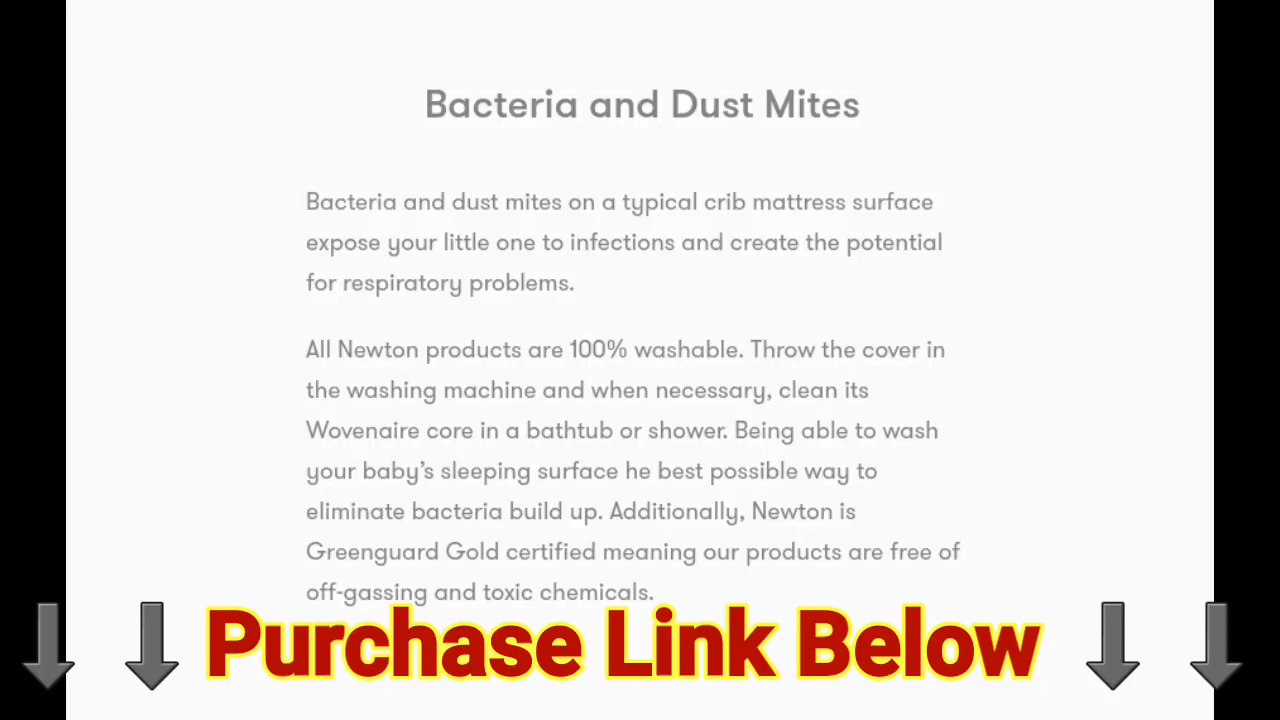 Bacteria and Dust Mites
Bacteria and dust mites on a typical crib mattress surface
expose your little one to infections and create the potential
for respiratory problems.
All Newton products are 100% washable. Throw the cover in
the washing machine and when necessary, clean its
Wovenaire core in a bathtub or shower. Being able to wash
your baby’s sleeping surface he best possible way to
eliminate bacteria build up. Additionally, Newton is
Greenguard Gold certified meaning our products are free of
off-gassing and toxic chemicals.
Purchase Link Below